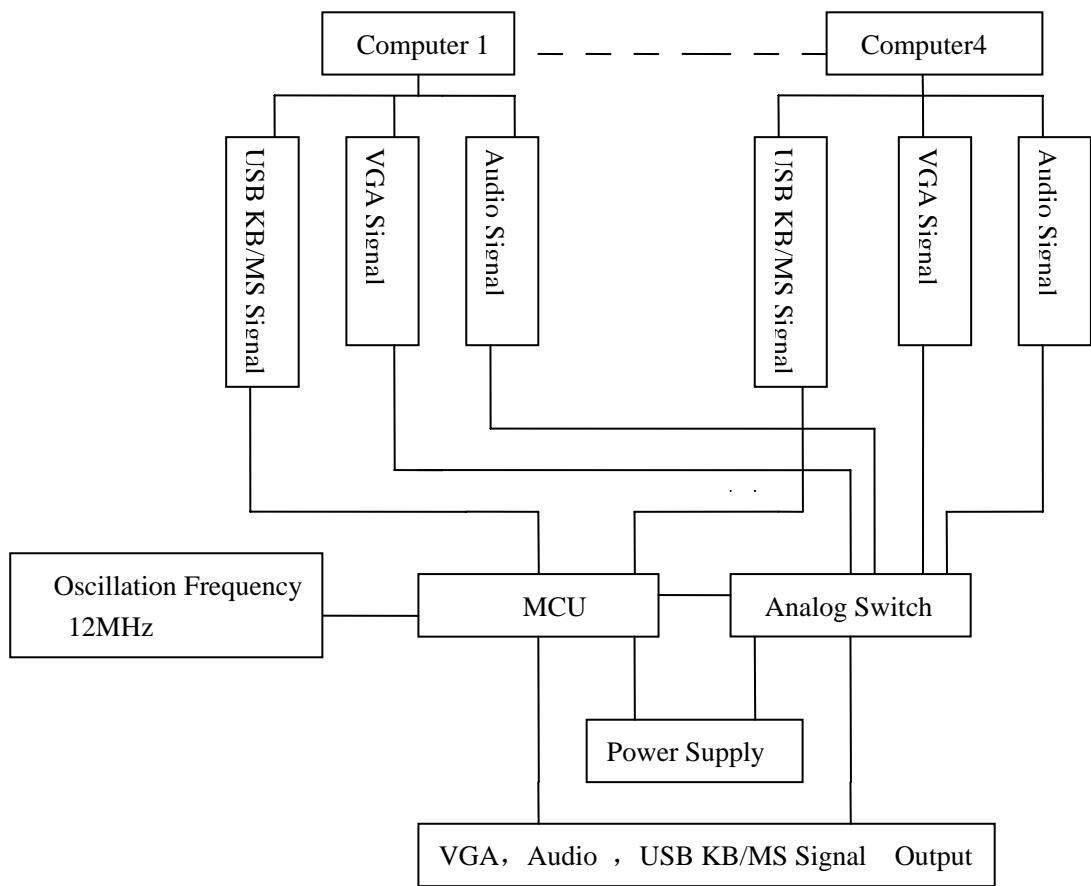 Computer 1
Computer4
USB KB/MS Signal
VGA Signal
Audio Signal
USB KB/MS Signal
VGA Signal
Audio Signal
Oscillation Frequency
12MHz
MCU
Analog Switch
Power Supply
VGA，Audio ，USB KB/MS Signal Output